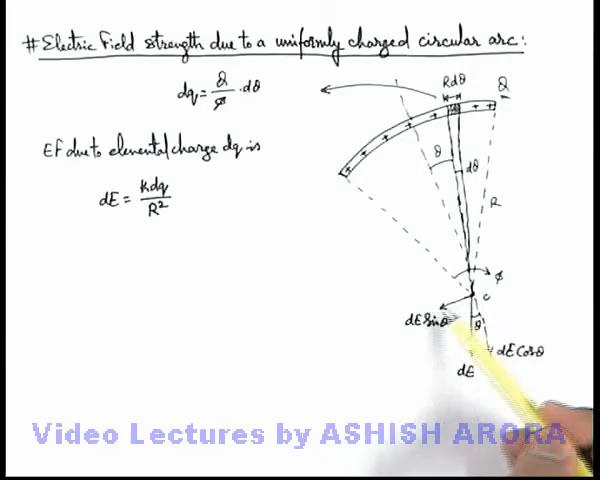 # Electric Field strength due to a uniformly charged circular arc:
dq = Q/ϕ · dθ
Rdθ
Q
EF due to elemental charge dq is
θ
dθ
dE = kdq/R²
R
ϕ
C
dE Sinθ
θ
dE Cosθ
dE
Video Lectures by ASHISH ARORA